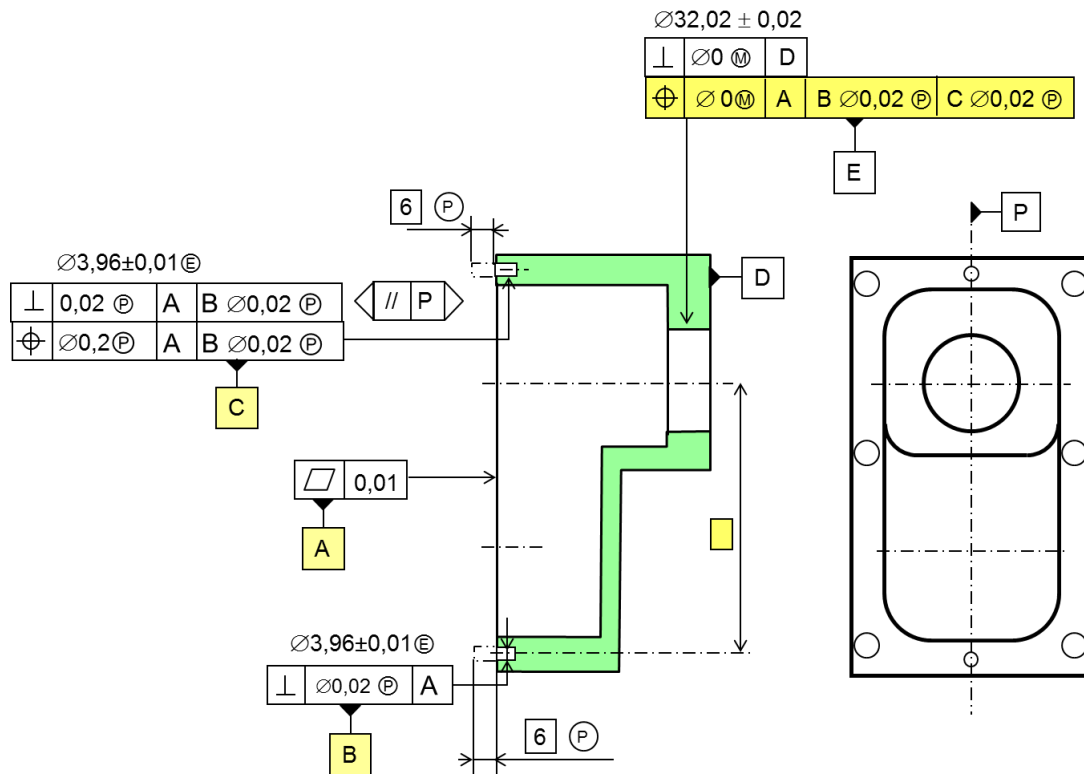 ∅32,02 ± 0,02
⊥ ∅0 Ⓜ D
⌖ ∅ 0Ⓜ A B ∅0,02 Ⓟ C ∅0,02 Ⓟ
E
6 Ⓟ
P
∅3,96±0,01Ⓔ
⊥ 0,02 Ⓟ A B ∅0,02 Ⓟ
// P
⌖ ∅0,2Ⓟ A B ∅0,02 Ⓟ
C
D
⏥ 0,01
A
∅3,96±0,01Ⓔ
⊥ ∅0,02 Ⓟ A
B
6 Ⓟ